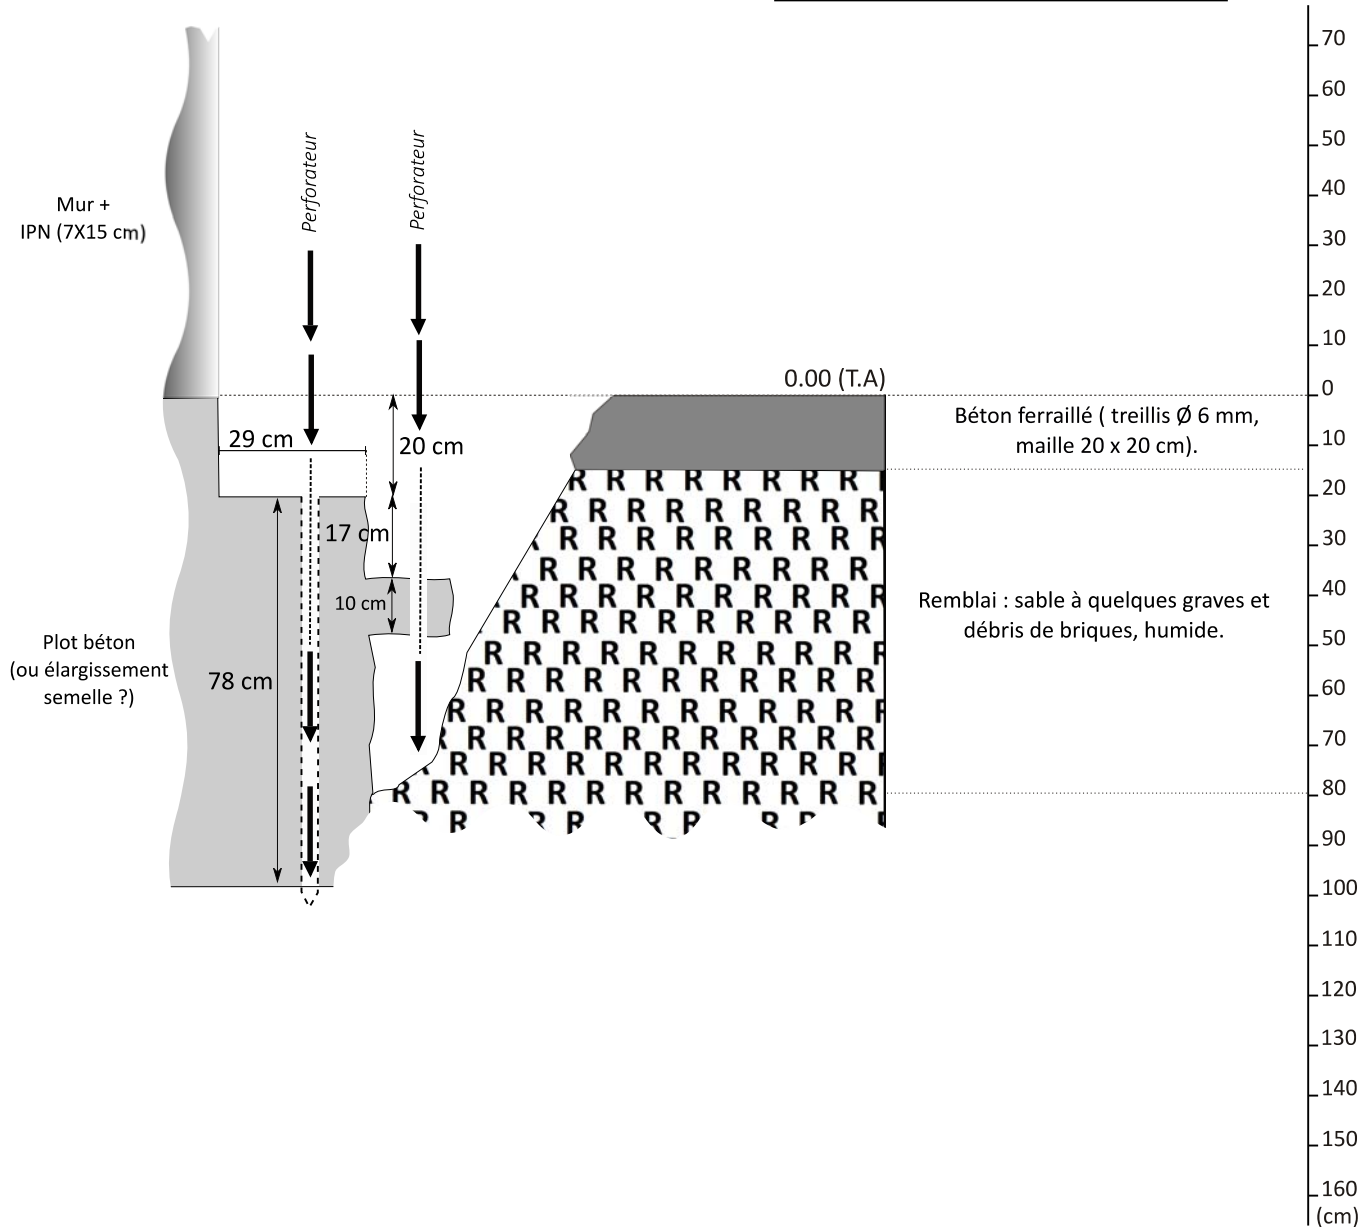 Perforateur
Perforateur
Mur +
IPN (7X15 cm)
0.00 (T.A)
29 cm
20 cm
17 cm
10 cm
78 cm
Plot béton
(ou élargissement
semelle ?)
Béton ferraillé ( treillis Ø 6 mm,
maille 20 x 20 cm).
Remblai : sable à quelques graves et
débris de briques, humide.
R R R R R R R R R
R R R R R R R R R
R R R R R R R R R
R R R R R R R R R
R R R R R R R R R R
R R R R R R R R R R R
R R R R R R R R R R R
R R R R R R R R R R R
R R R R R R R R R R R R
R R R R R R R R R R R R
R R R R R R R R R R R R
R R R R R R R R R R R R R
70
60
50
40
30
20
10
0
10
20
30
40
50
60
70
80
90
100
110
120
130
140
150
160
(cm)